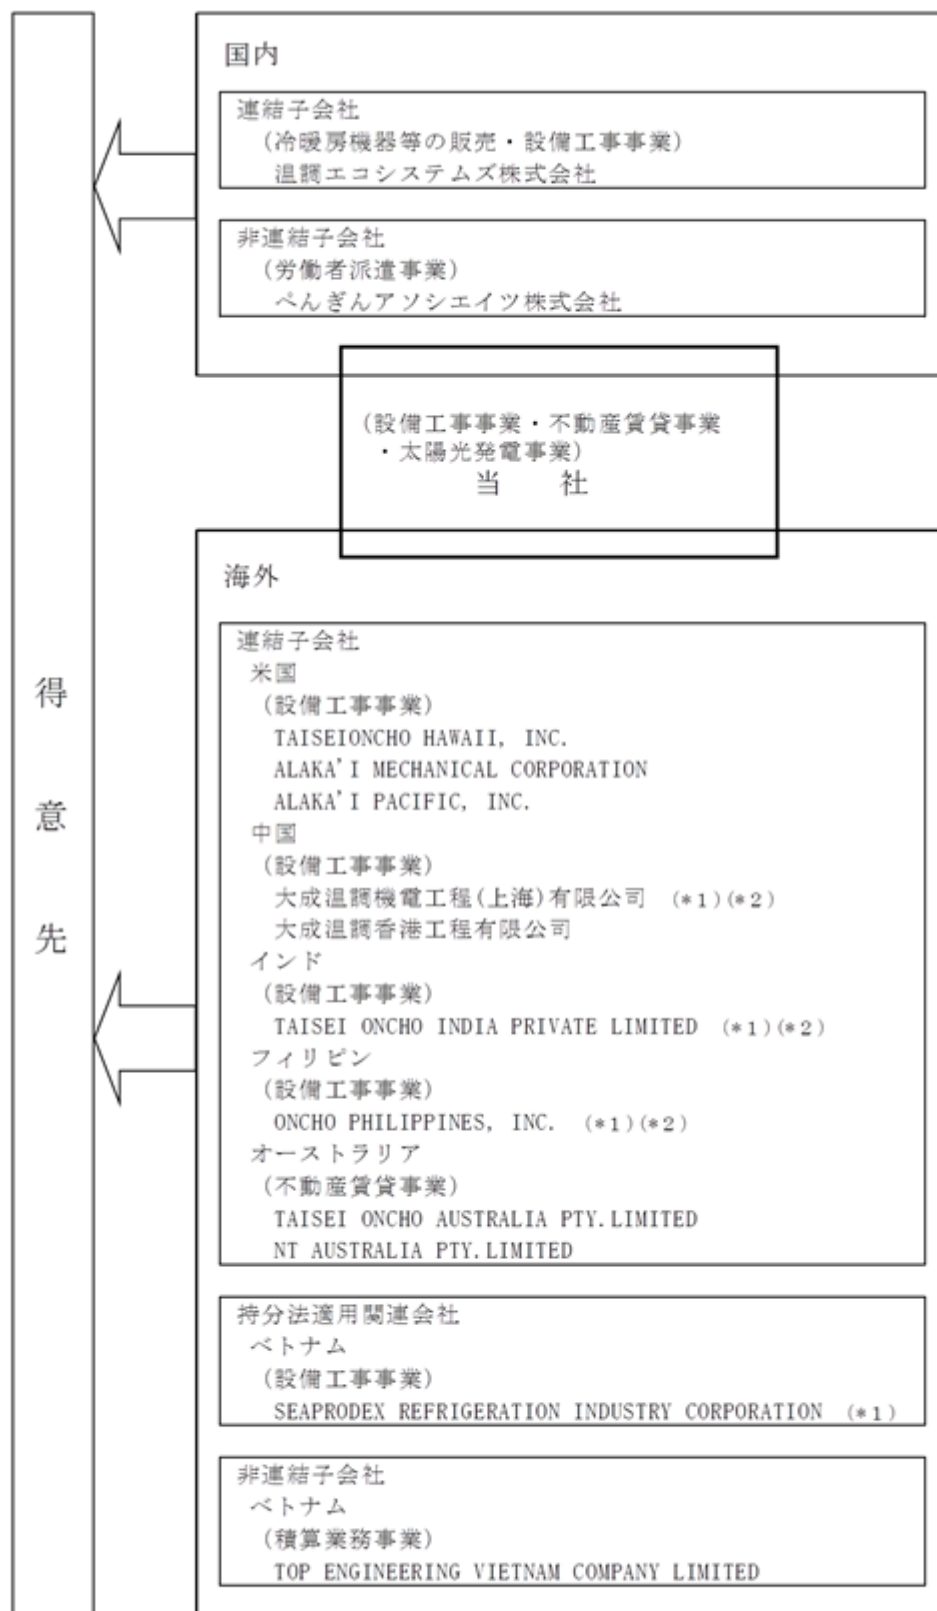 国内
連結子会社
(冷暖房機器等の販売・設備工事事業)
温調エコシステムズ株式会社
非連結子会社
(労働者派遣事業)
ぺんぎんアソシエイツ株式会社
(設備工事事業・不動産賃貸事業
・太陽光発電事業)
当　社
海外
連結子会社
米国
(設備工事事業)
TAISEIONCHO HAWAII, INC.
ALAKA'I MECHANICAL CORPORATION
ALAKA'I PACIFIC, INC.
中国
(設備工事事業)
大成温調機電工程(上海)有限公司 (*1)(*2)
大成温調香港工程有限公司
インド
(設備工事事業)
TAISEI ONCHO INDIA PRIVATE LIMITED (*1)(*2)
フィリピン
(設備工事事業)
ONCHO PHILIPPINES, INC. (*1)(*2)
オーストラリア
(不動産賃貸事業)
TAISEI ONCHO AUSTRALIA PTY.LIMITED
NT AUSTRALIA PTY.LIMITED
持分法適用関連会社
ベトナム
(設備工事事業)
SEAPRODEX REFRIGERATION INDUSTRY CORPORATION (*1)
非連結子会社
ベトナム
(積算業務事業)
TOP ENGINEERING VIETNAM COMPANY LIMITED
得意先